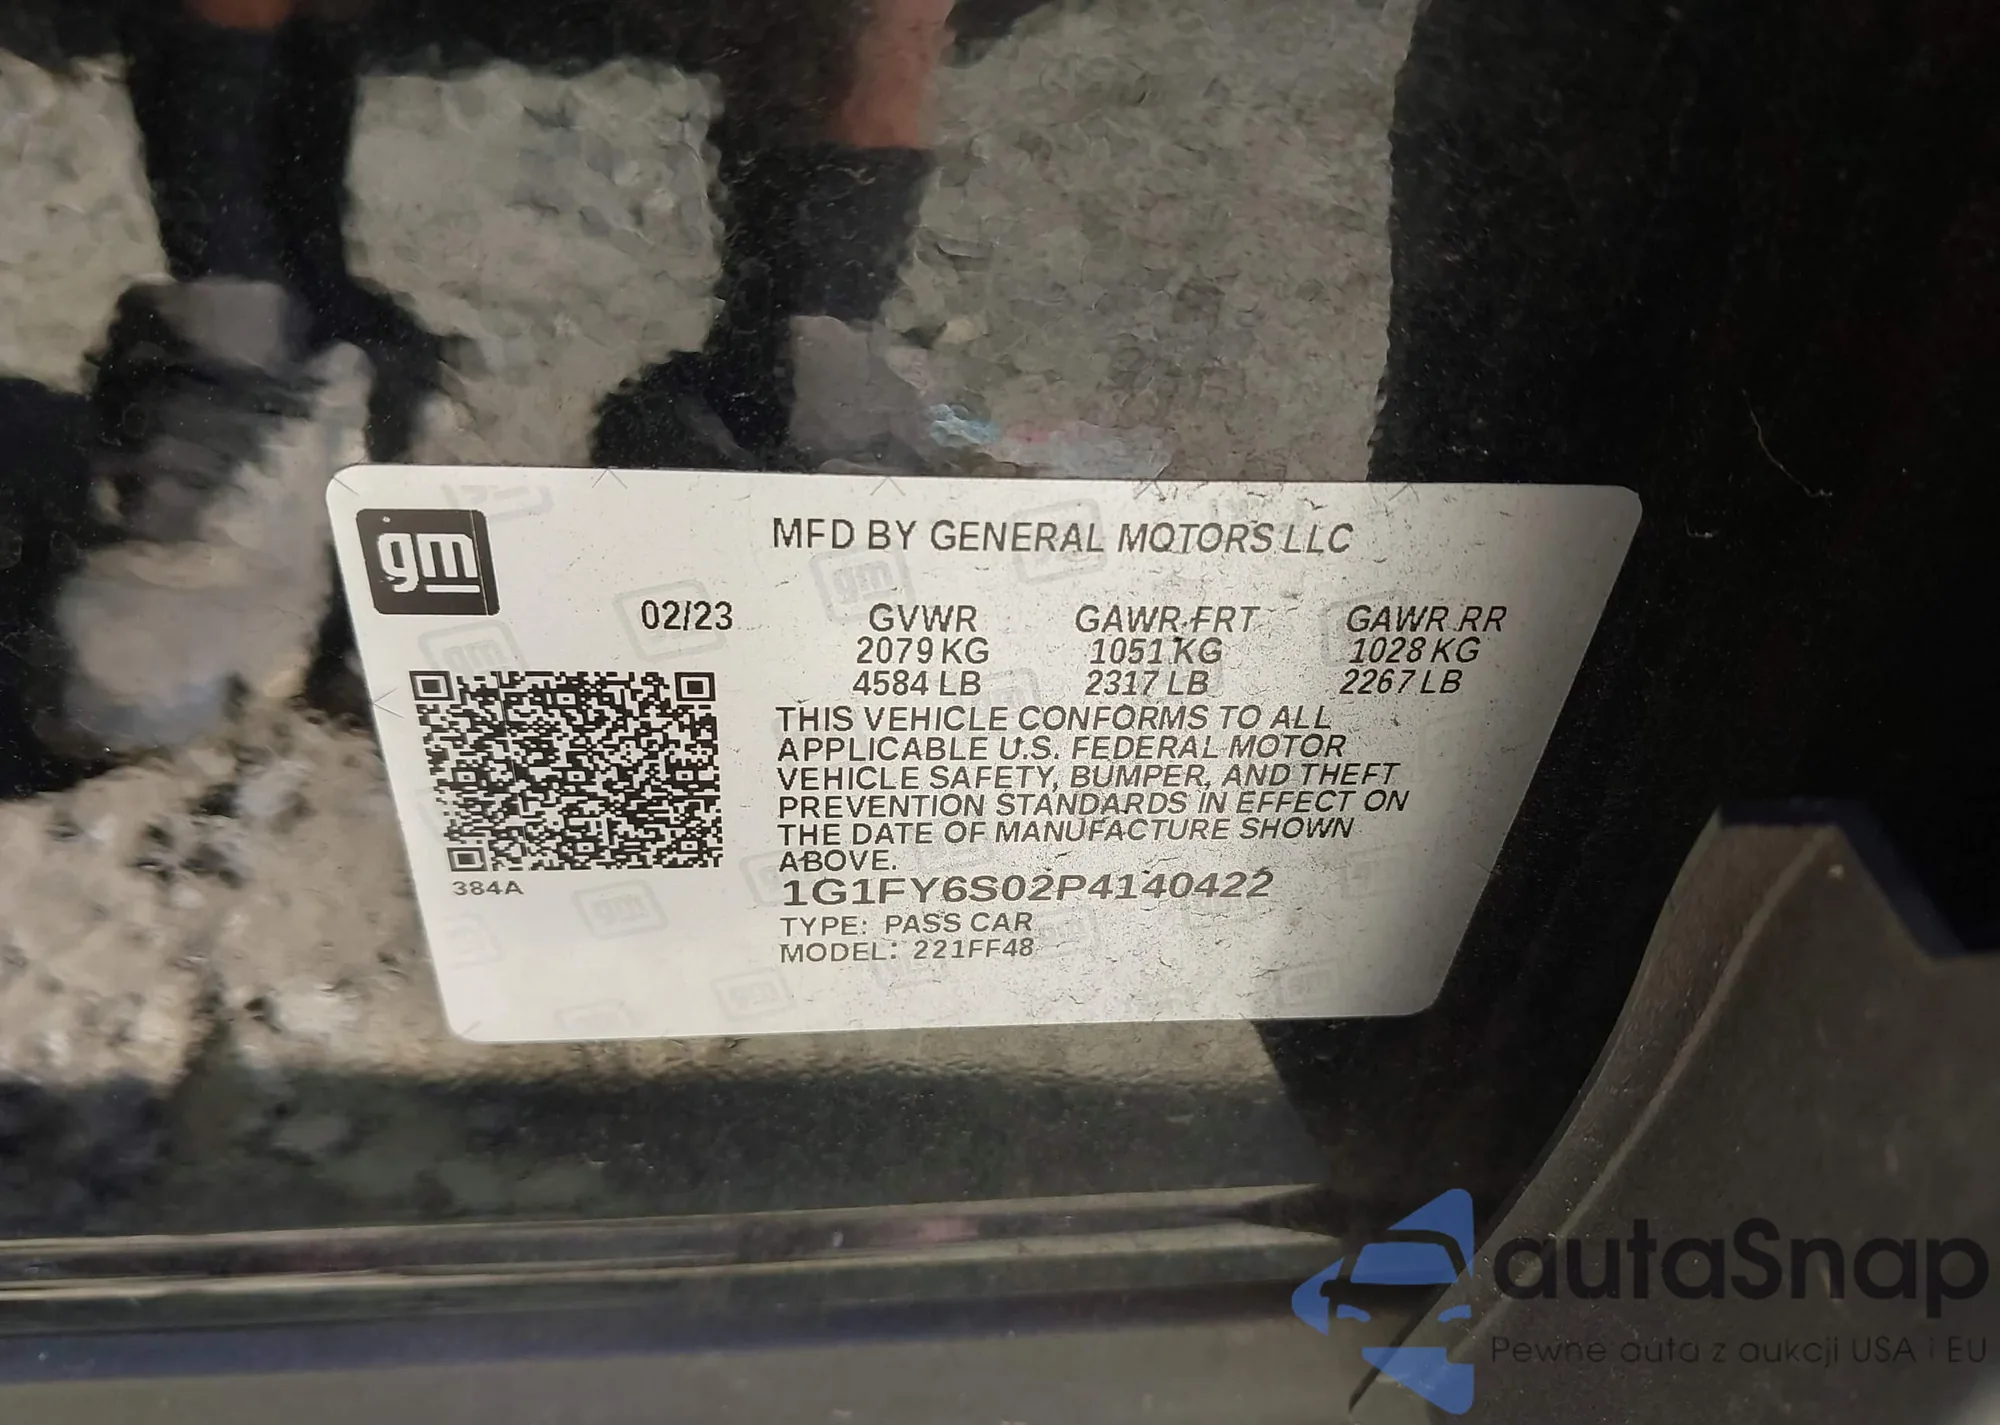 gm
MFD BY GENERAL MOTORS LLC
02/23 GVWR GAWR FRT GAWR RR
2079 KG 1051 KG 1028 KG
4584 LB 2317 LB 2267 LB
THIS VEHICLE CONFORMS TO ALL
APPLICABLE U.S. FEDERAL MOTOR
VEHICLE SAFETY, BUMPER, AND THEFT
PREVENTION STANDARDS IN EFFECT ON
THE DATE OF MANUFACTURE SHOWN
ABOVE.
384A
1G1FY6S02P4140422
TYPE: PASS CAR
MODEL: 221FF48
autaSnap
Pewne auta z aukcji USA i EU